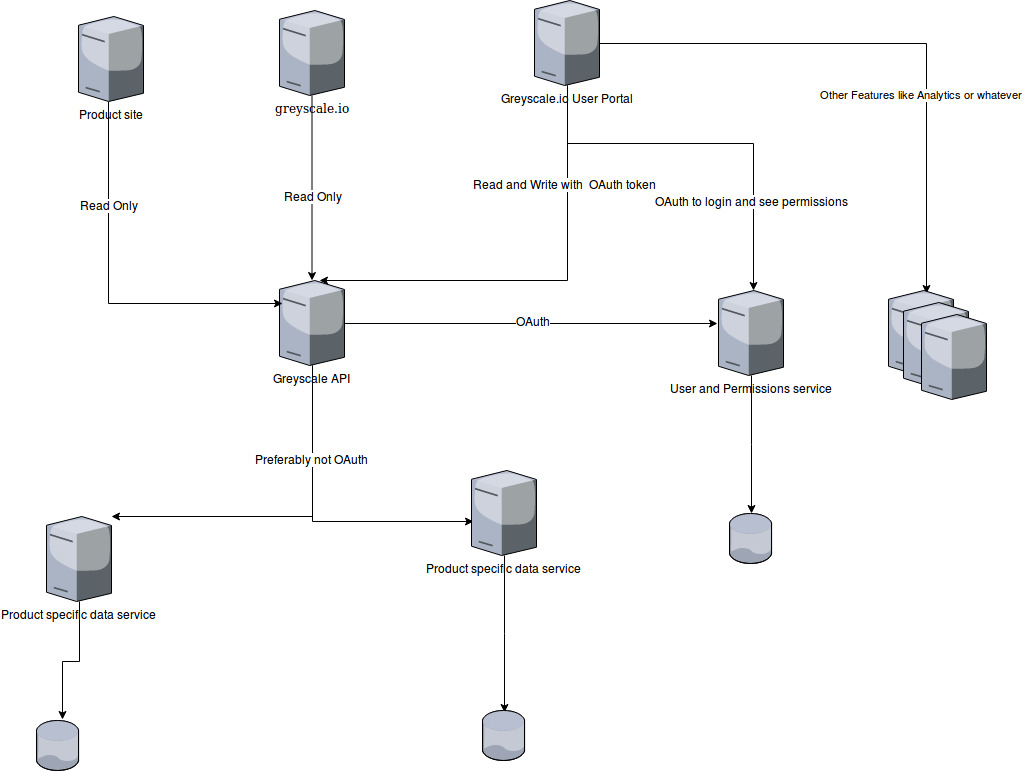 Greyscale.io User Portal
Other Features like Analytics or whatever
greyscale.io
Product site
Read and Write with  OAuth token
Read Only
OAuth to login and see permissions
Read Only
OAuth
Greyscale API
User and Permissions service
Preferably not OAuth
Product specific data service
Product specific data service